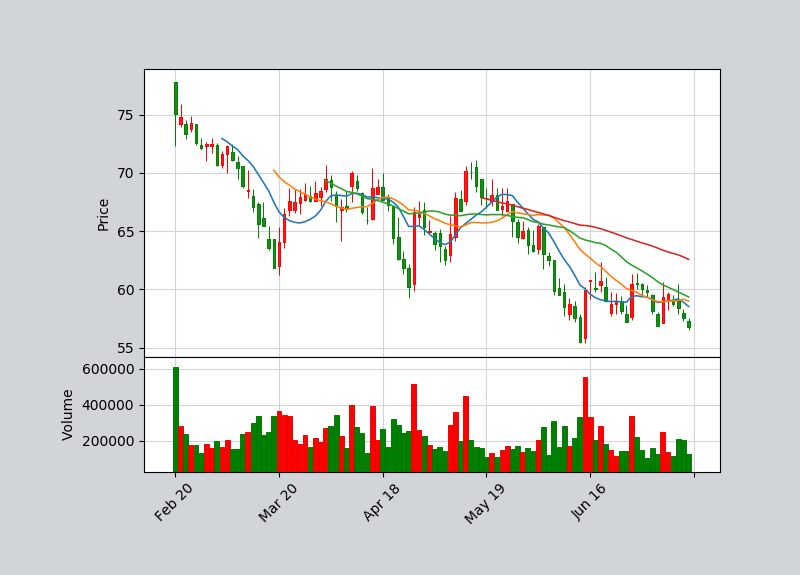 75
70
65
60
55
Price
600000
400000
200000
Volume
Feb 20
Mar 20
Apr 18
May 19
Jun 16